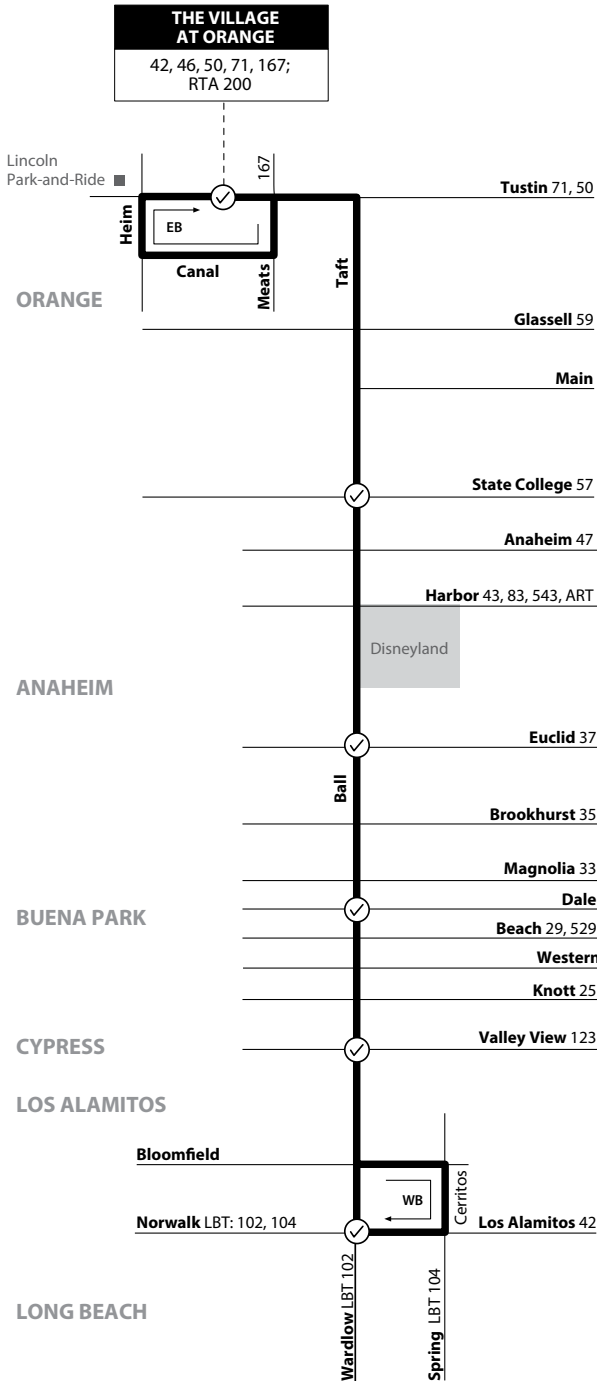 THE VILLAGE
AT ORANGE
42, 46, 50, 71, 167;
RTA 200
Lincoln
Park-and-Ride
167
Tustin 71, 50
Heim
EB
Canal
Meats
Taft
ORANGE
Glassell 59
Main
State College 57
Anaheim 47
Harbor 43, 83, 543, ART
Disneyland
ANAHEIM
Euclid 37
Ball
Brookhurst 35
Magnolia 33
Dale
BUENA PARK
Beach 29, 529
Western
Knott 25
CYPRESS
Valley View 123
LOS ALAMITOS
Bloomfield
WB
Cerritos
Norwalk LBT: 102, 104
Los Alamitos 42
Wardlow LBT 102
Spring LBT 104
LONG BEACH